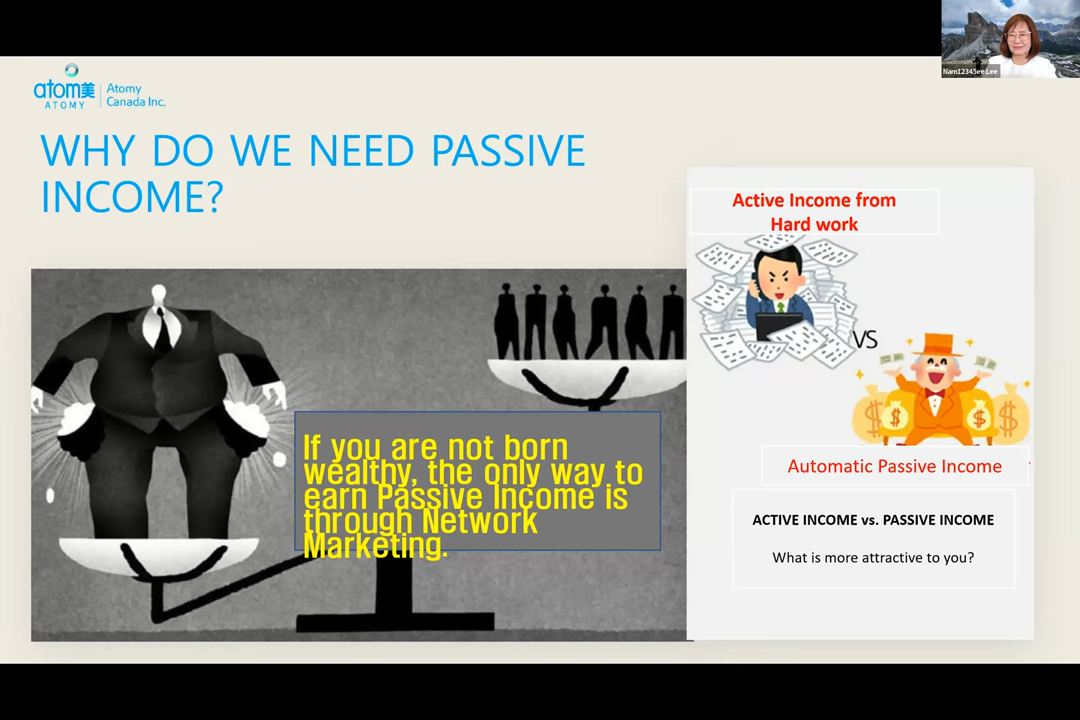 atom美
ATOMY
Atomy
Canada Inc.
WHY DO WE NEED PASSIVE
INCOME?
If you are not born
wealthy, the only way to
earn Passive Income is
through Network
Marketing.
Active Income from
Hard work
VS
Automatic Passive Income
ACTIVE INCOME vs. PASSIVE INCOME
What is more attractive to you?
Nam12345ee Lee